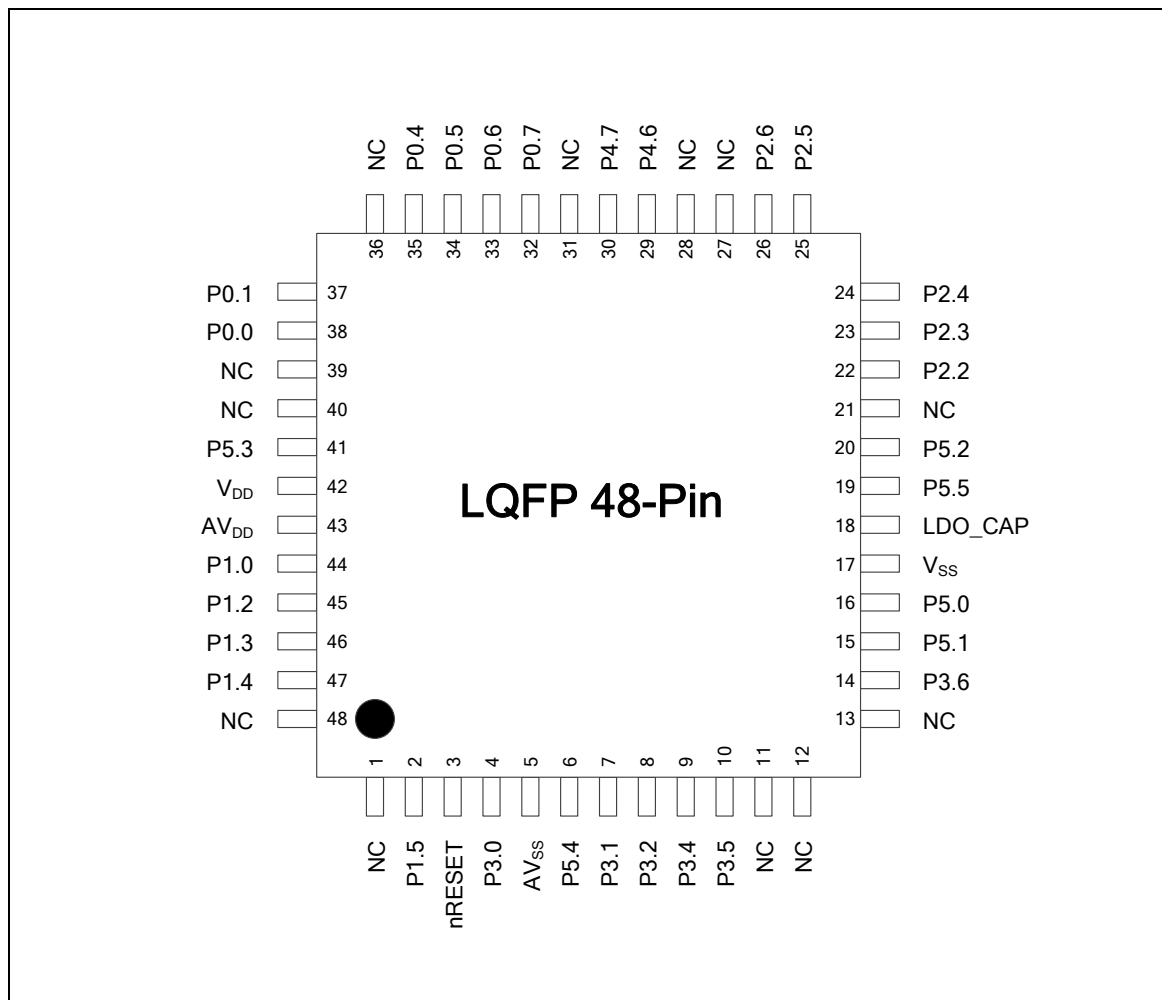 NC P0.4 P0.5 P0.6 P0.7 NC P4.7 P4.6 NC NC P2.6 P2.5
36 35 34 33 32 31 30 29 28 27 26 25
P0.1 37 24 P2.4
P0.0 38 23 P2.3
NC 39 22 P2.2
NC 40 21 NC
P5.3 41 20 P5.2
VDD 42 19 P5.5
LQFP 48-Pin
AVDD 43 18 LDO_CAP
P1.0 44 17 VSS
P1.2 45 16 P5.0
P1.3 46 15 P5.1
P1.4 47 14 P3.6
NC 48 13 NC
1 2 3 4 5 6 7 8 9 10 11 12
NC P1.5 nRESET P3.0 AVSS P5.4 P3.1 P3.2 P3.4 P3.5 NC NC